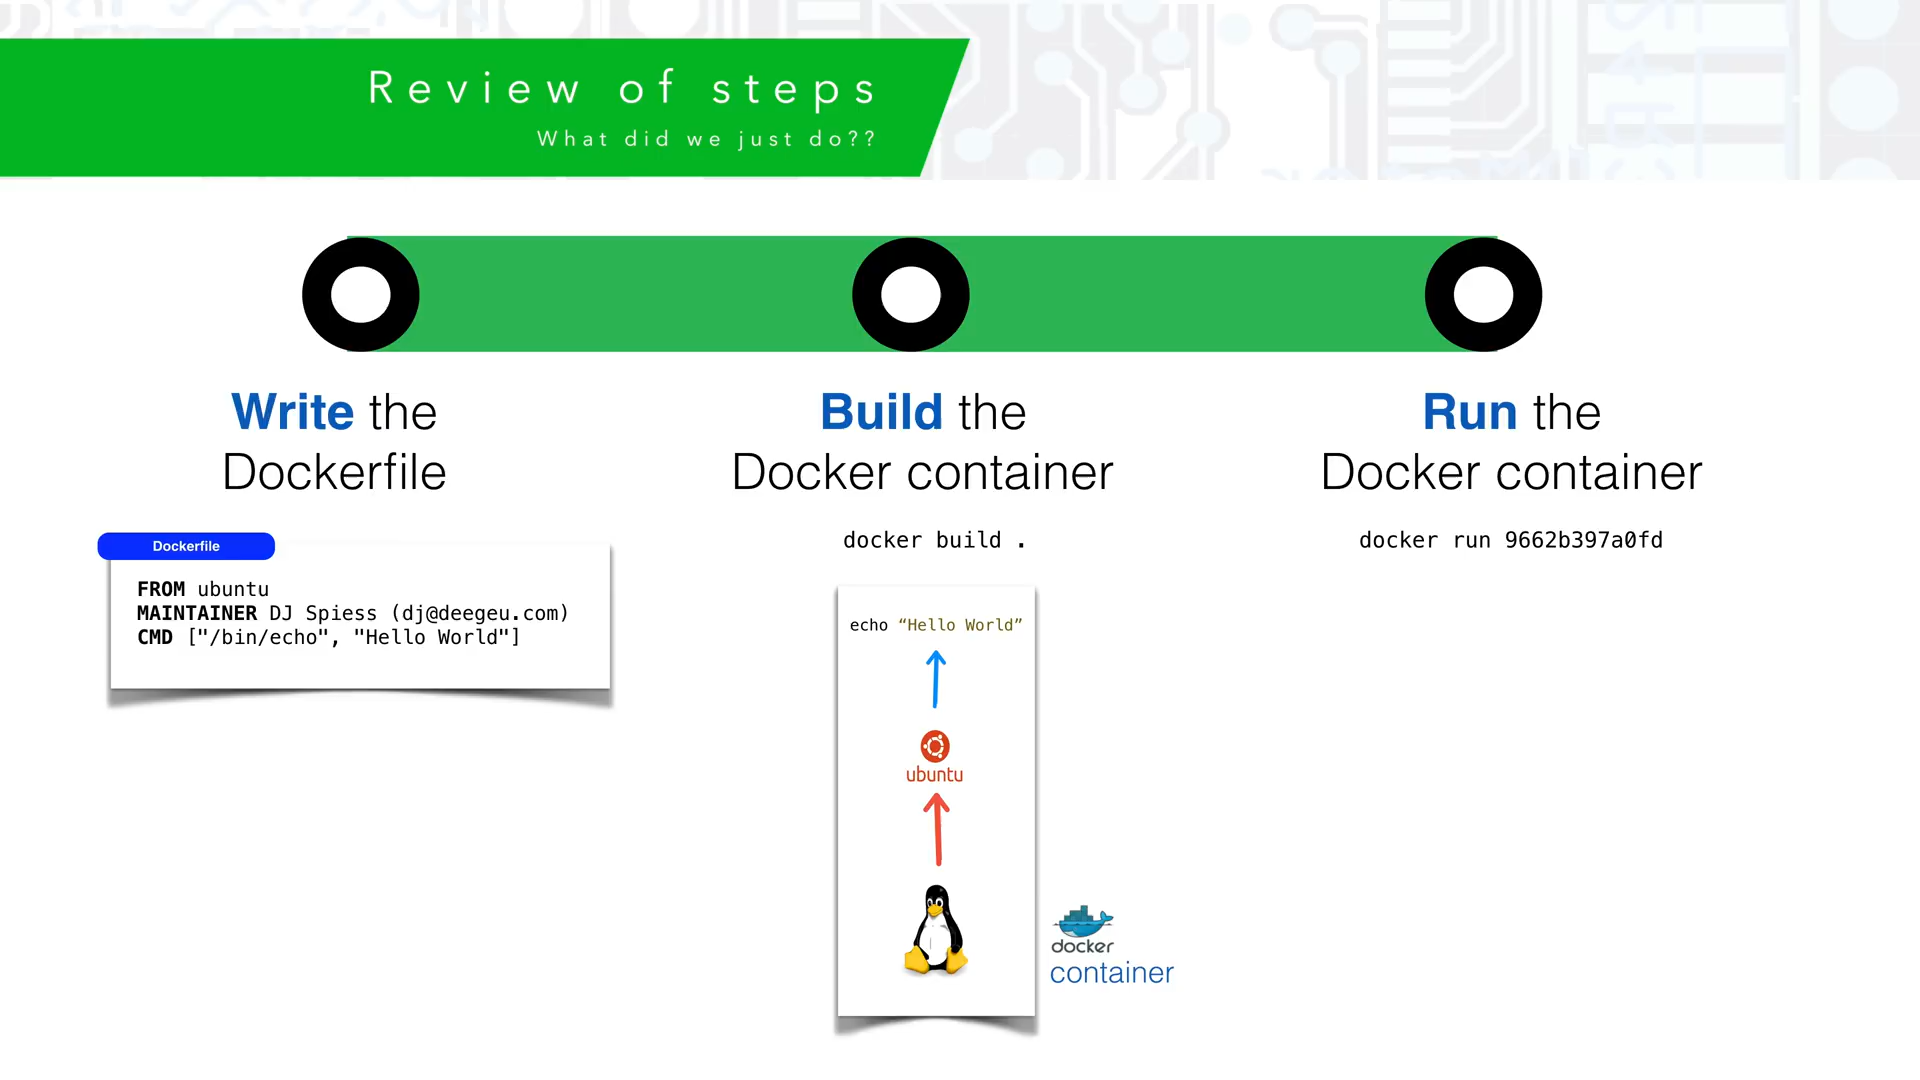 Review of steps
What did we just do??
Write the
Dockerfile
Build the
Docker container
Run the
Docker container
Dockerfile
FROM ubuntu
MAINTAINER DJ Spiess (dj@deegeu.com)
CMD ["/bin/echo", "Hello World"]
docker build .
docker run 9662b397a0fd
echo “Hello World”
ubuntu
docker
container